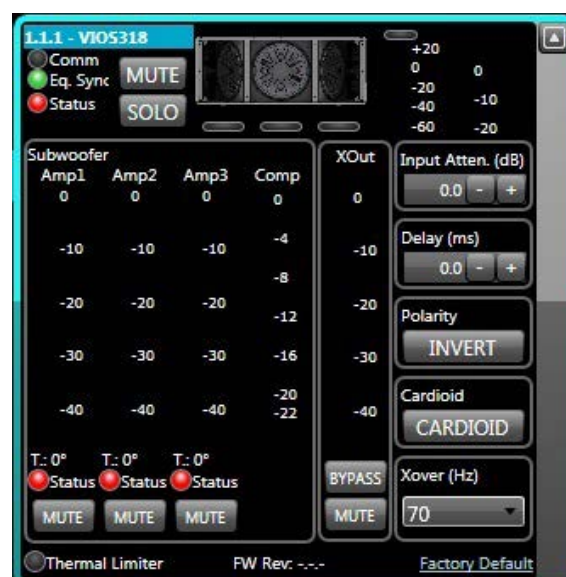 1.1.1 - VIOS318
Comm
Eq. Sync
Status
MUTE
SOLO
+20
0
-20
-40
-60
0
-10
-20
Subwoofer
Amp1 Amp2 Amp3 Comp
0 0 0 0
-10 -10 -10 -4
-8
-20 -20 -20 -12
-30 -30 -30 -16
-20
-40 -40 -40 -22
T.: 0° T.: 0° T.: 0°
Status Status Status
MUTE MUTE MUTE
XOut
0
-10
-20
-30
-40
BYPASS
MUTE
Input Atten. (dB)
0.0 - +
Delay (ms)
0.0 - +
Polarity
INVERT
Cardioid
CARDIOID
Xover (Hz)
70
Thermal Limiter FW Rev: -.-.- Factory Default